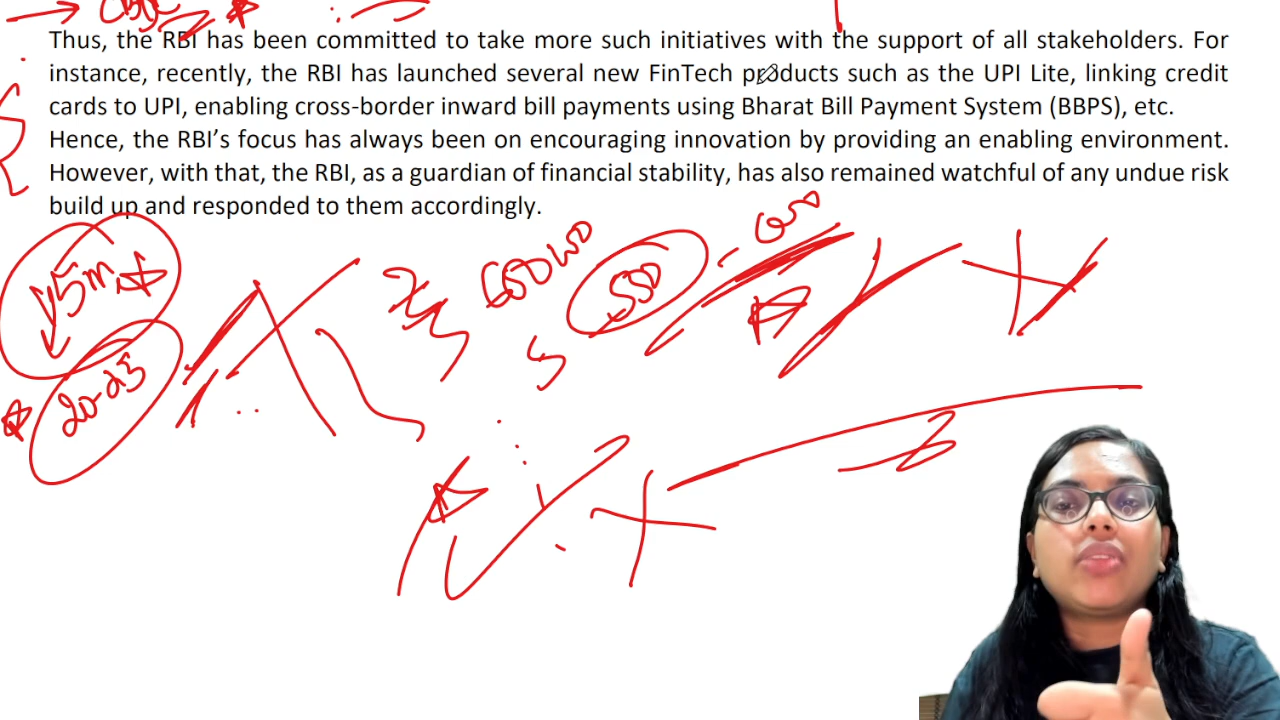 CBDC
Thus, the RBI has been committed to take more such initiatives with the support of all stakeholders. For
instance, recently, the RBI has launched several new FinTech products such as the UPI Lite, linking credit
cards to UPI, enabling cross-border inward bill payments using Bharat Bill Payment System (BBPS), etc.
Hence, the RBI’s focus has always been on encouraging innovation by providing an enabling environment.
However, with that, the RBI, as a guardian of financial stability, has also remained watchful of any undue risk
build up and responded to them accordingly.
20-25